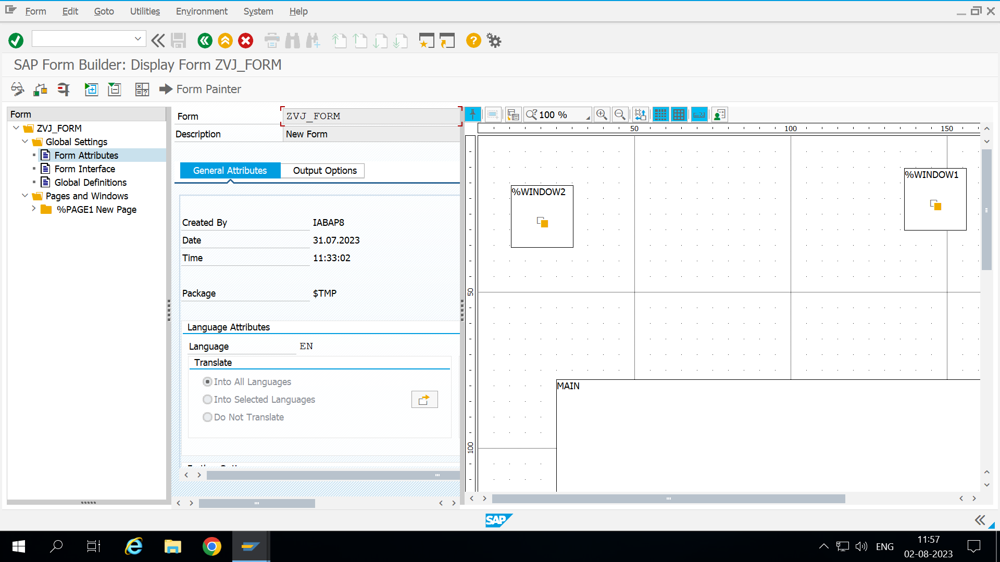 Form Edit Goto Utilities Environment System Help
SAP Form Builder: Display Form ZVJ_FORM
Form Painter
Form
ZVJ_FORM
Global Settings
Form Attributes
Form Interface
Global Definitions
Pages and Windows
%PAGE1 New Page
Form ZVJ_FORM
Description New Form
General Attributes Output Options
Created By IABAP8
Date 31.07.2023
Time 11:33:02
Package $TMP
Language Attributes
Language EN
Translate
Into All Languages
Into Selected Languages
Do Not Translate
100 %
50 100 150
%WINDOW1
%WINDOW2
50
MAIN
100
SAP
ENG
11:57
02-08-2023